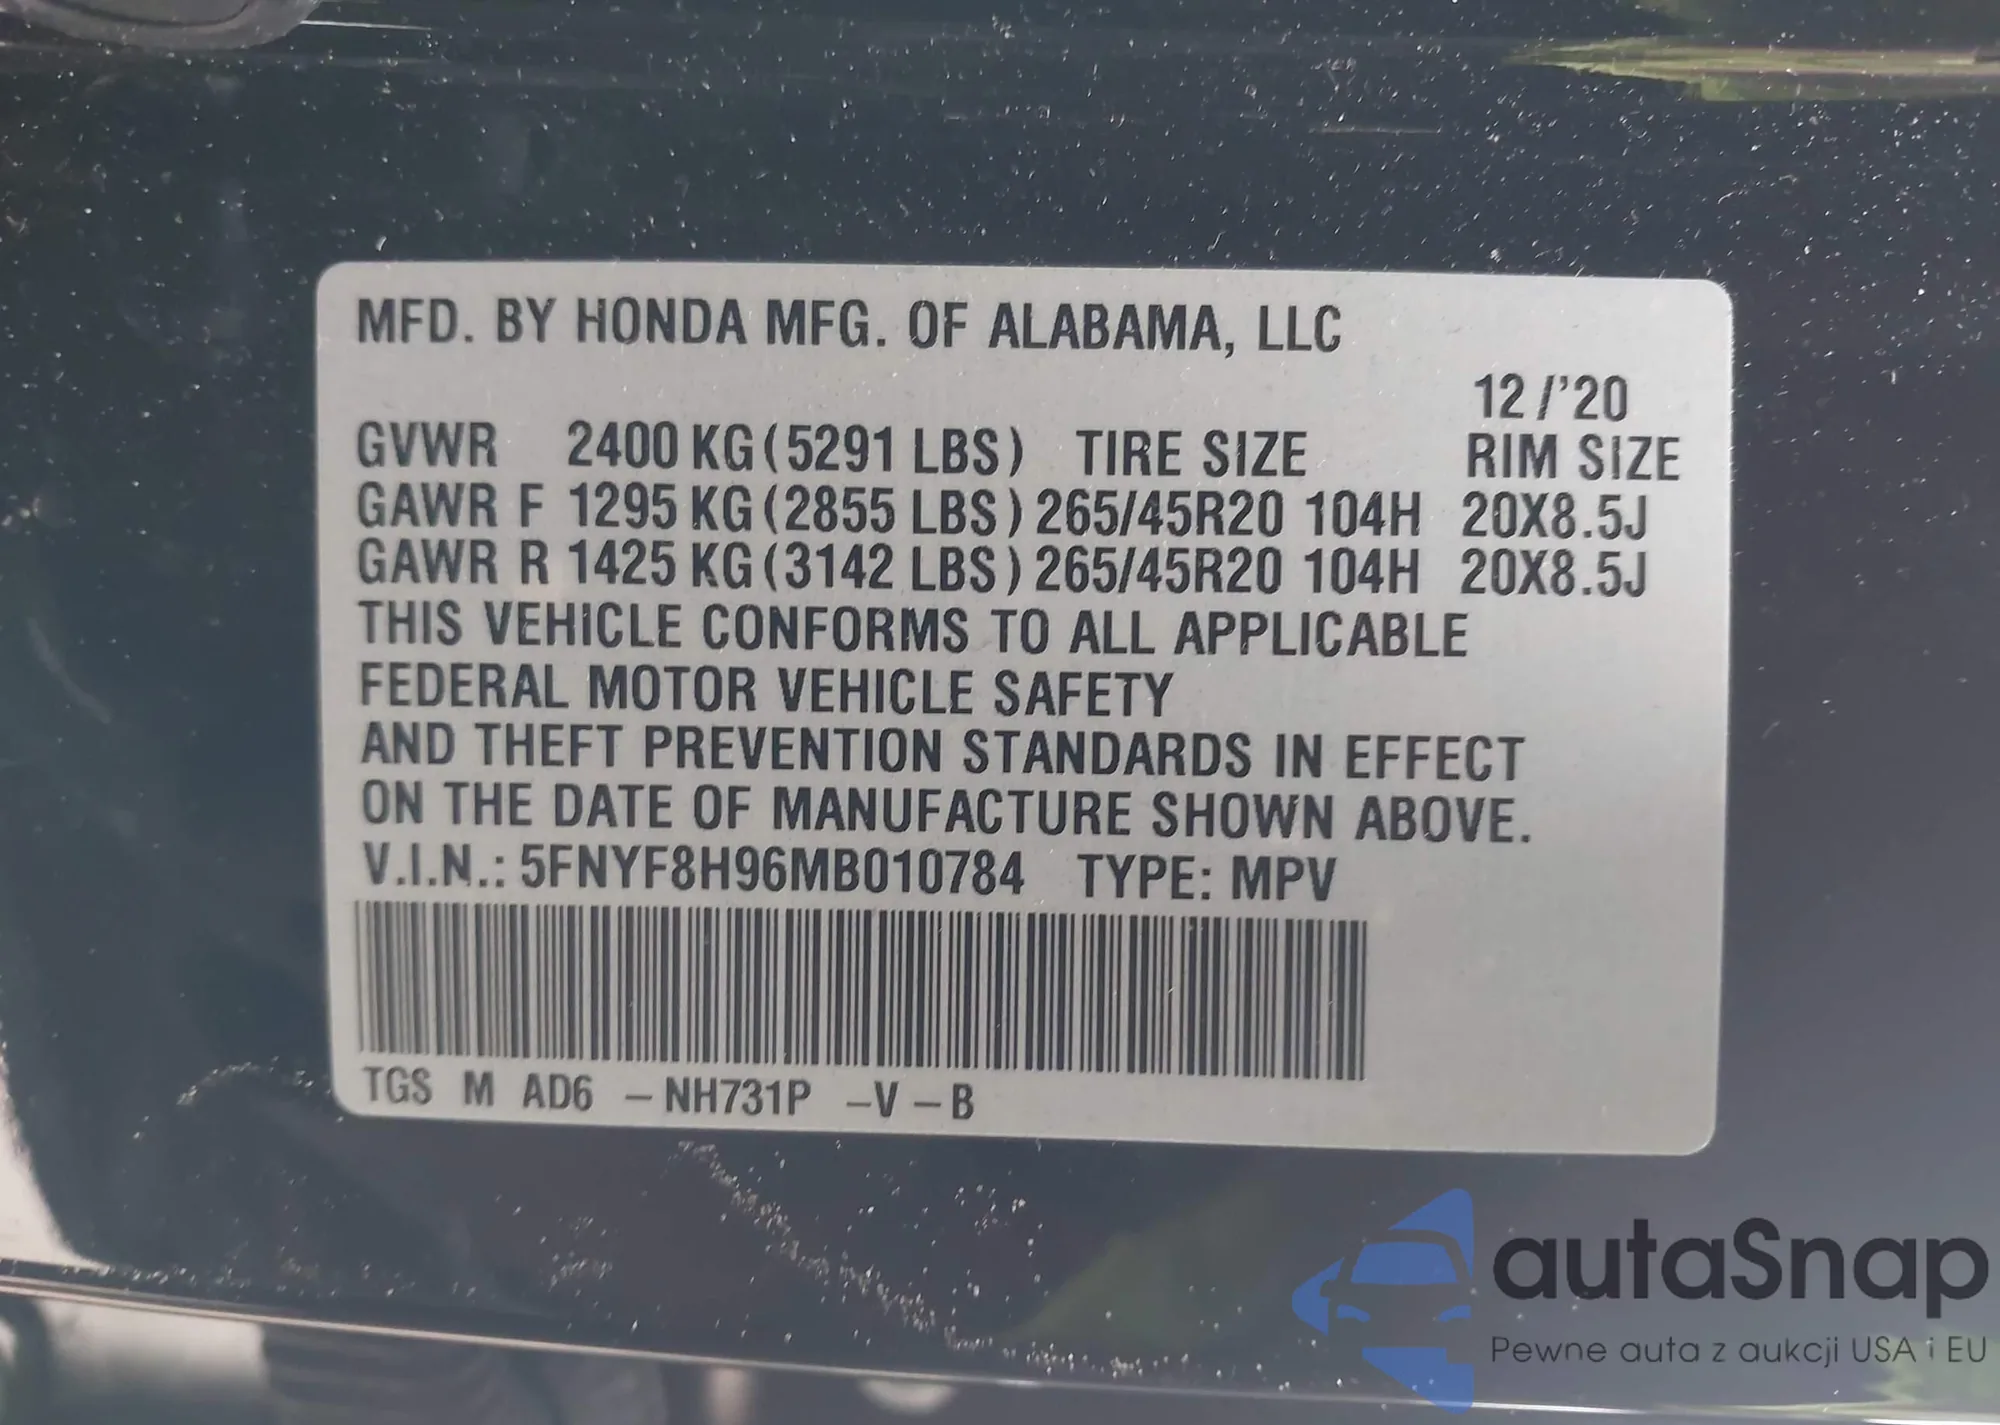 MFD. BY HONDA MFG. OF ALABAMA, LLC
12 /'20
GVWR 2400 KG (5291 LBS) TIRE SIZE RIM SIZE
GAWR F 1295 KG (2855 LBS) 265/45R20 104H 20X8.5J
GAWR R 1425 KG (3142 LBS) 265/45R20 104H 20X8.5J
THIS VEHICLE CONFORMS TO ALL APPLICABLE
FEDERAL MOTOR VEHICLE SAFETY
AND THEFT PREVENTION STANDARDS IN EFFECT
ON THE DATE OF MANUFACTURE SHOWN ABOVE.
V.I.N.: 5FNYF8H96MB010784 TYPE: MPV
TGS M AD6 –NH731P –V –B
autaSnap
Pewne auta z aukcji USA i EU